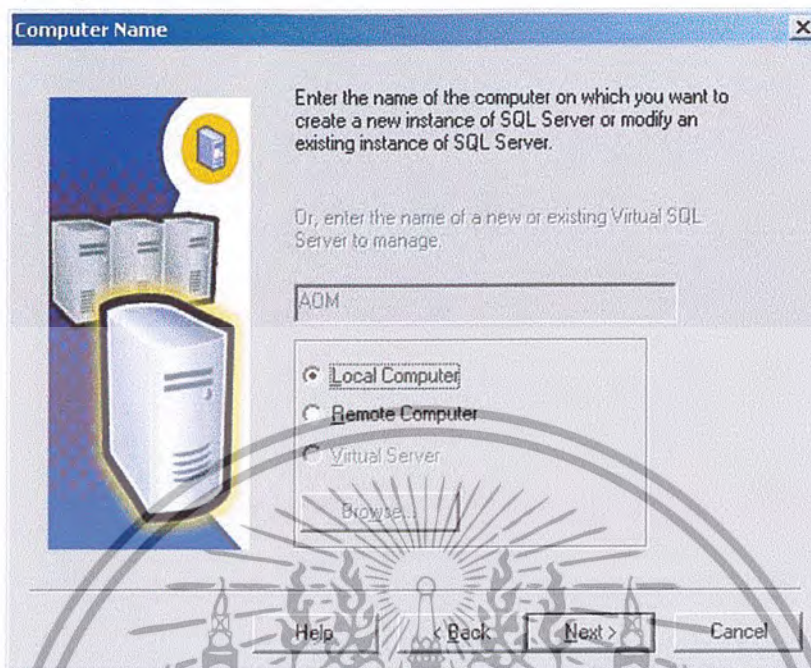 Computer Name
Enter the name of the computer on which you want to
create a new instance of SQL Server or modify an
existing instance of SQL Server.
Or, enter the name of a new or existing Virtual SQL
Server to manage.
AOM
Local Computer
Remote Computer
Virtual Server
Browse...
Help
< Back
Next >
Cancel